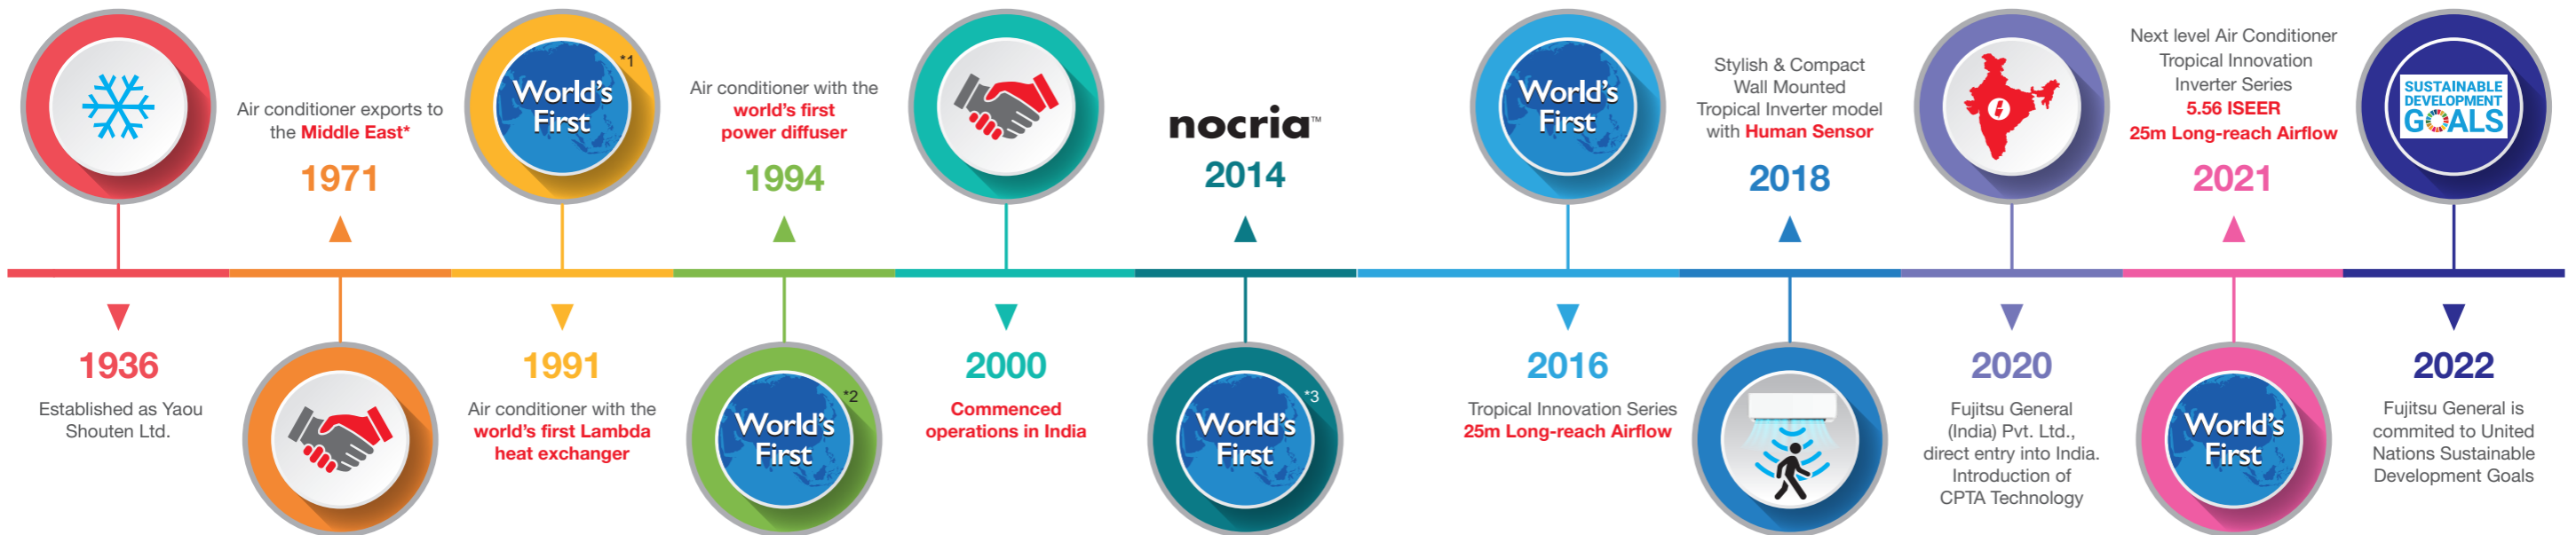 1936
Established as Yaou
Shouten Ltd.
Air conditioner exports to
the Middle East*
1971
World's
First
*1
1991
Air conditioner with the
world's first Lambda
heat exchanger
Air conditioner with the
world's first
power diffuser
1994
World's
First
*2
2000
Commenced
operations in India
nocria™
2014
World's
First
*3
World's
First
2016
Tropical Innovation Series
25m Long-reach Airflow
Stylish & Compact
Wall Mounted
Tropical Inverter model
with Human Sensor
2018
2020
Fujitsu General
(India) Pvt. Ltd.,
direct entry into India.
Introduction of
CPTA Technology
Next level Air Conditioner
Tropical Innovation
Inverter Series
5.56 ISEER
25m Long-reach Airflow
2021
World's
First
SUSTAINABLE
DEVELOPMENT
GOALS
2022
Fujitsu General is
commited to United
Nations Sustainable
Development Goals